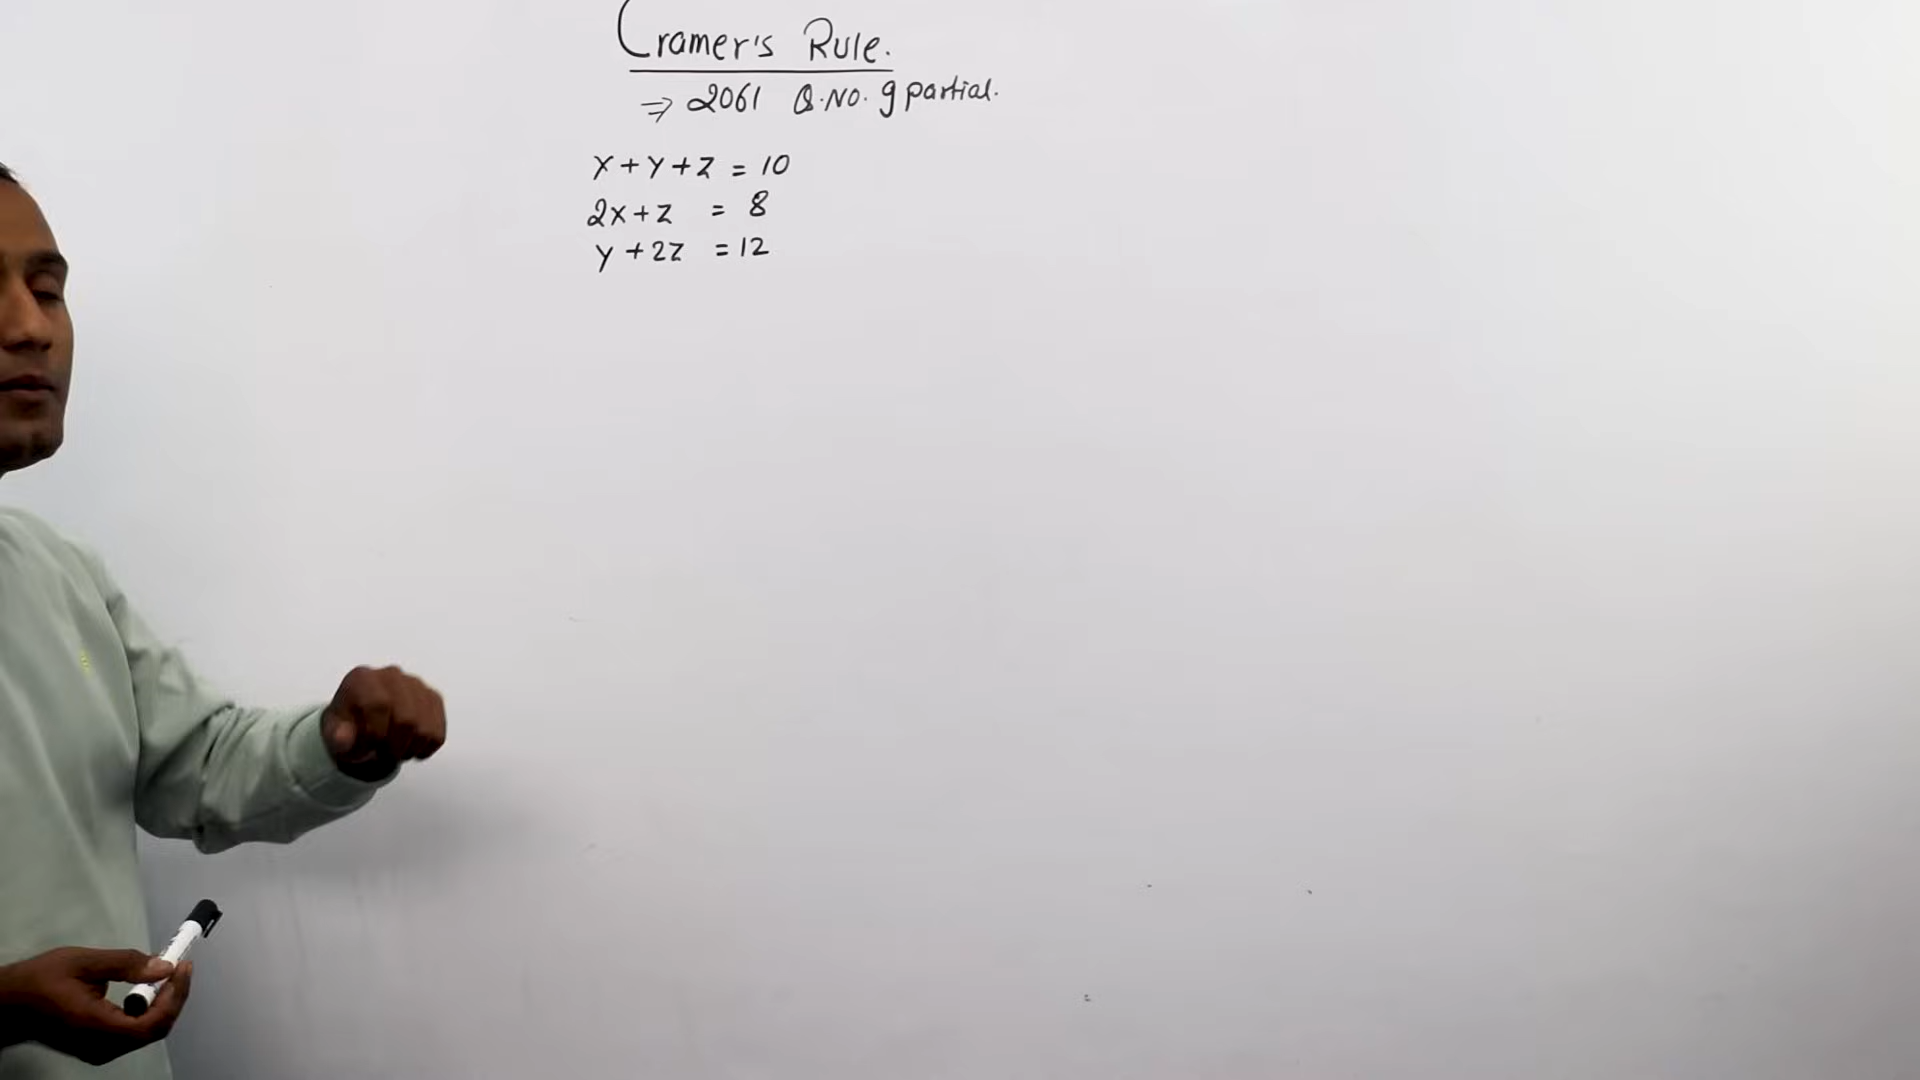 Cramer's Rule.
⇒ 2061 Q.NO. 9 partial.
x + y + z = 10
2x + z = 8
y + 2z = 12